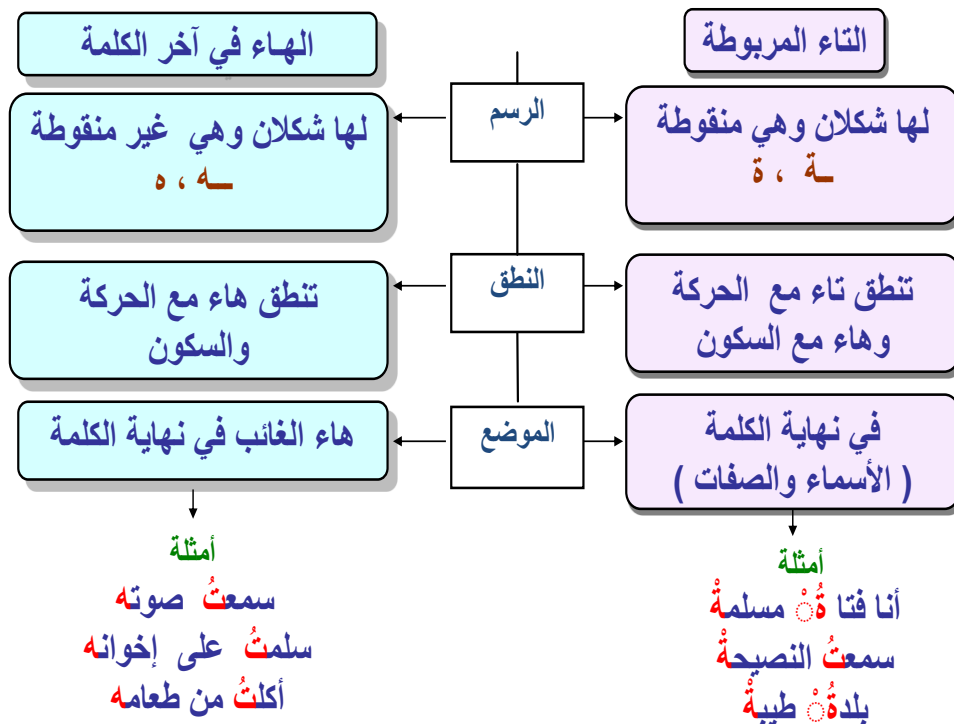 التاء المربوطة
الهاء في آخر الكلمة
الرسم
لها شكلان وهي منقوطة
ـة ، ة
لها شكلان وهي غير منقوطة
ـه ، ه
النطق
تنطق تاء مع الحركة
وهاء مع السكون
تنطق هاء مع الحركة
والسكون
الموضع
في نهاية الكلمة
( الأسماء والصفات )
هاء الغائب في نهاية الكلمة
أمثلة
أنا فتا ةُ ْ مسلمةْ
سمعتُ النصيحةْ
بلدةُ ْ طيبةْ
أمثلة
سمعتُ صوته
سلمتُ على إخوانه
أكلتُ من طعامه